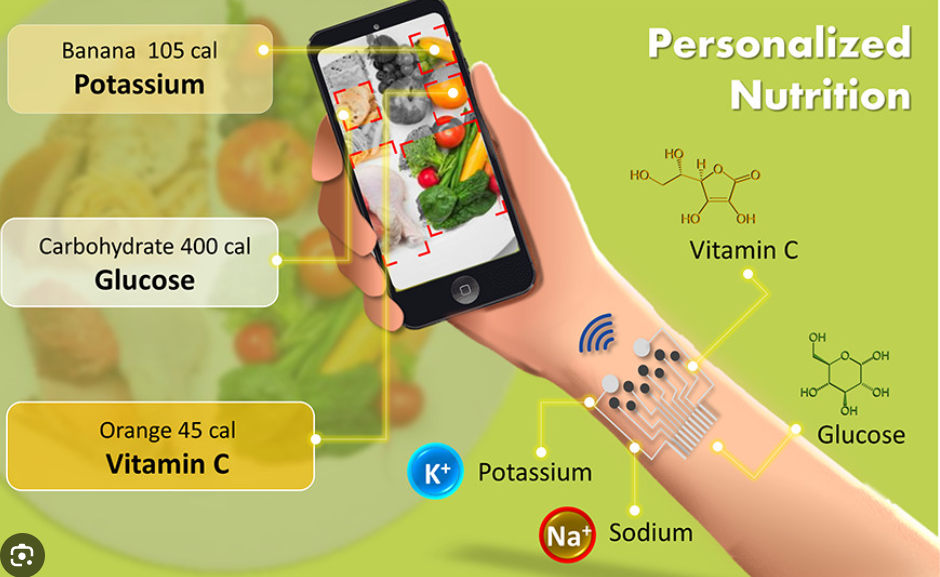 Personalized
Nutrition
Banana 105 cal
Potassium
Carbohydrate 400 cal
Glucose
Orange 45 cal
Vitamin C
HO
HO
H
O
O
HO
OH
Vitamin C
OH
O
OH
HO
OH
OH
Glucose
K+
Potassium
Na+
Sodium